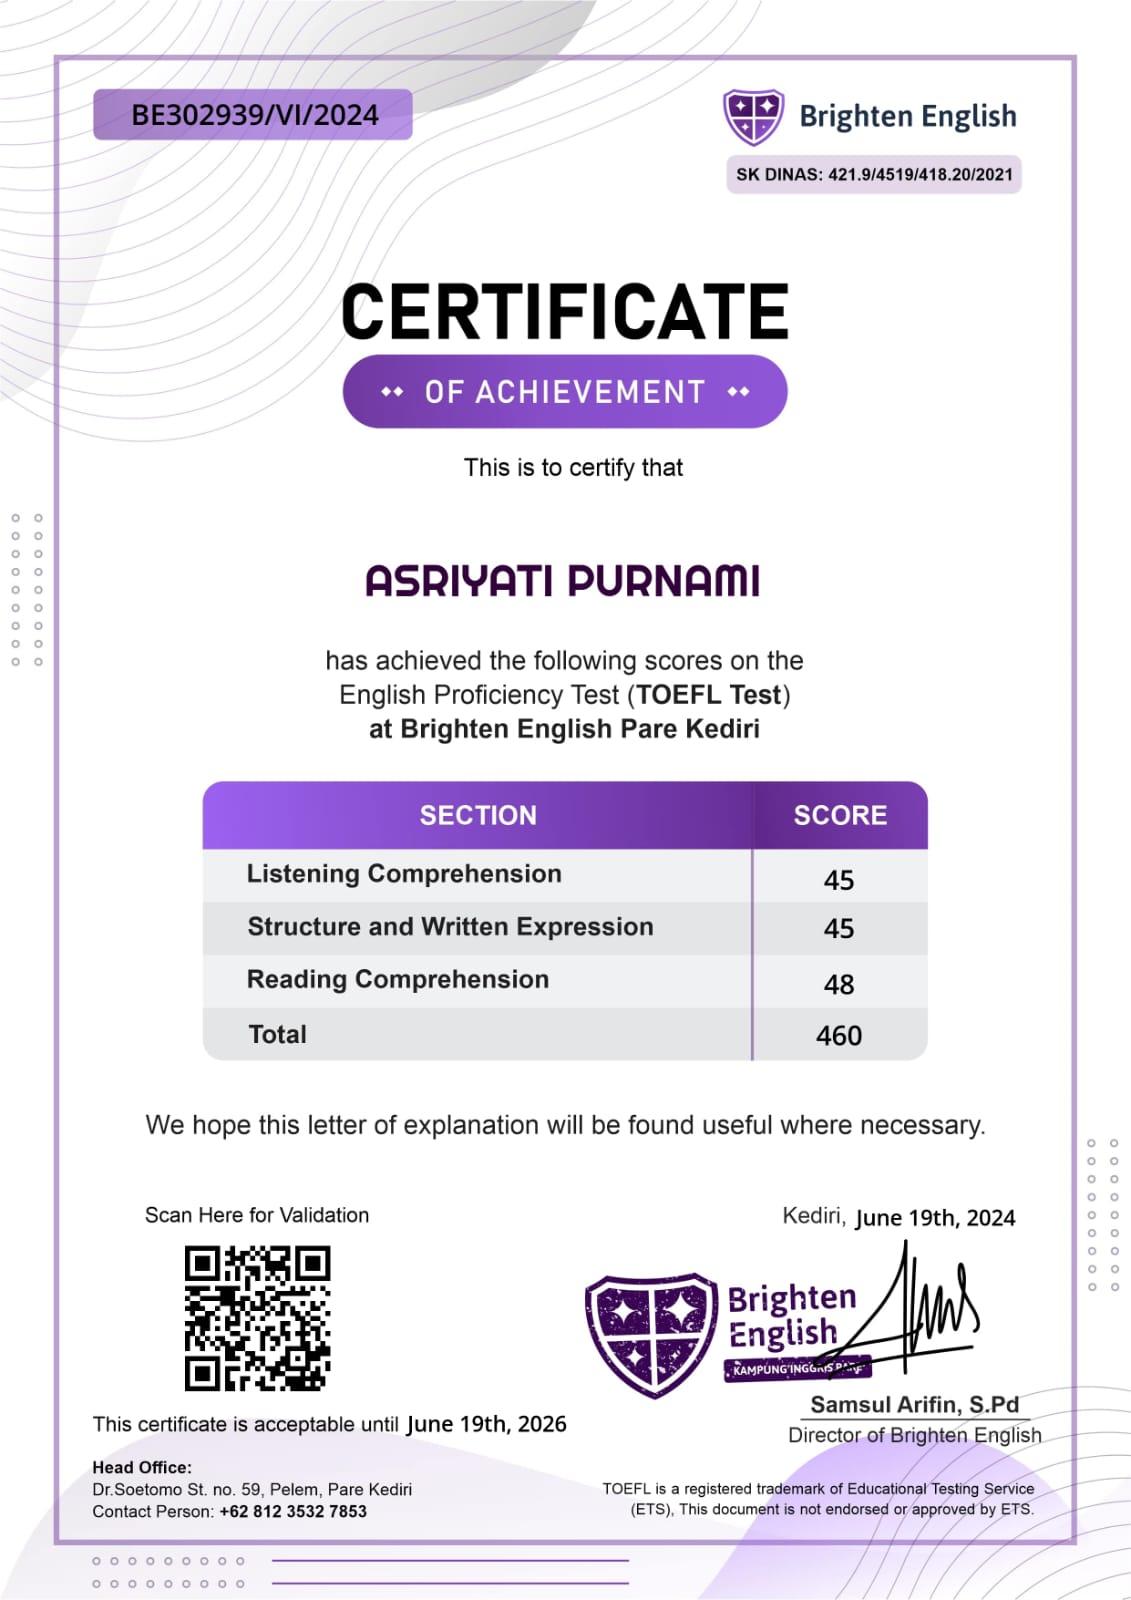 BE302939/VI/2024
Brighten English
SK DINAS: 421.9/4519/418.20/2021
CERTIFICATE
OF ACHIEVEMENT
This is to certify that
ASRIYATI PURNAMI
has achieved the following scores on the
English Proficiency Test (TOEFL Test)
at Brighten English Pare Kediri
SECTION SCORE
Listening Comprehension 45
Structure and Written Expression 45
Reading Comprehension 48
Total 460
We hope this letter of explanation will be found useful where necessary.
Scan Here for Validation
Kediri, June 19th, 2024
Brighten
English
KAMPUNG INGGRIS PARE
Samsul Arifin, S.Pd
Director of Brighten English
This certificate is acceptable until June 19th, 2026
Head Office:
Dr.Soetomo St. no. 59, Pelem, Pare Kediri
Contact Person: +62 812 3532 7853
TOEFL is a registered trademark of Educational Testing Service
(ETS), This document is not endorsed or approved by ETS.